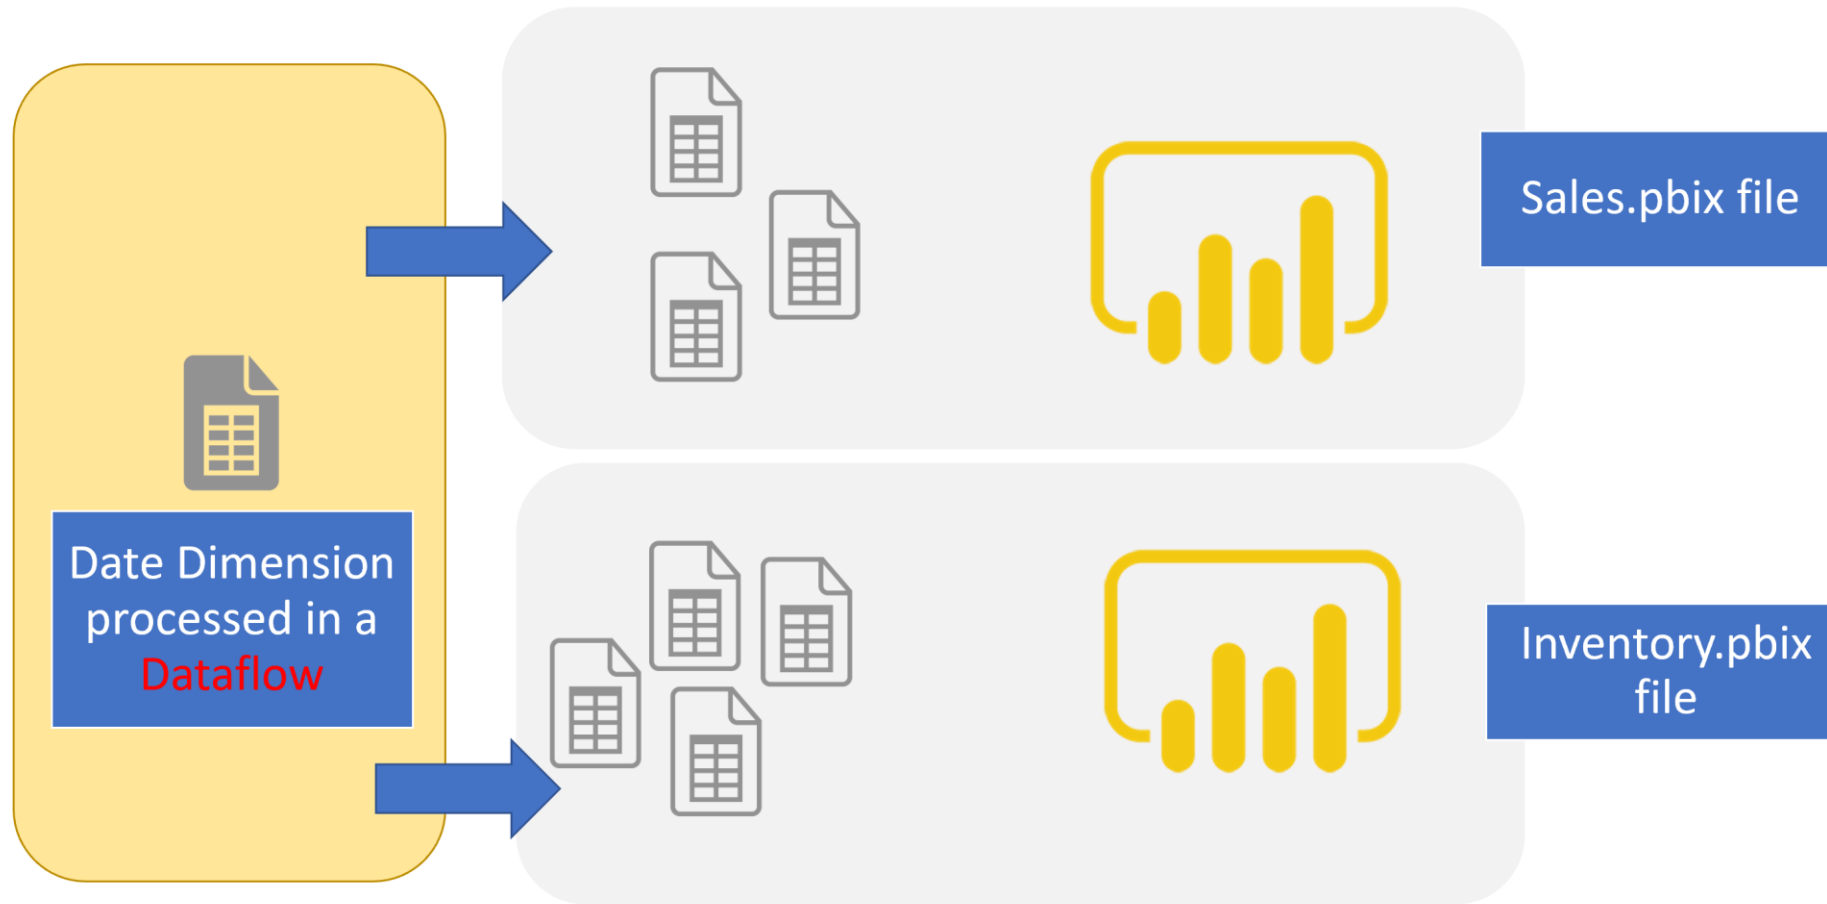 Sales.pbix file
Date Dimension
processed in a
Dataflow
Inventory.pbix
file